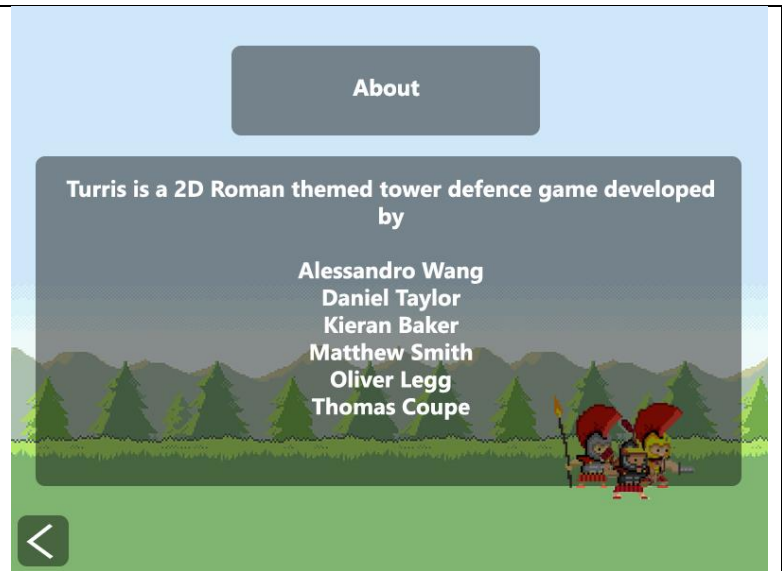 About
Turris is a 2D Roman themed tower defence game developed
by
Alessandro Wang
Daniel Taylor
Kieran Baker
Matthew Smith
Oliver Legg
Thomas Coupe